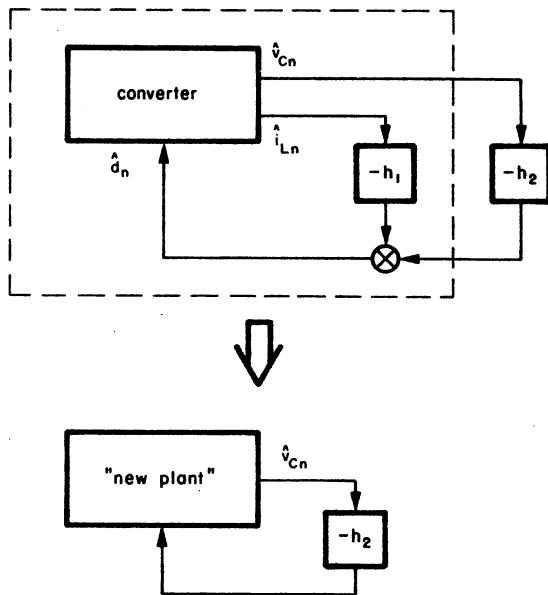 v̂Cn
converter
îLn
d̂n
-h1
-h2
"new plant"
v̂Cn
-h2